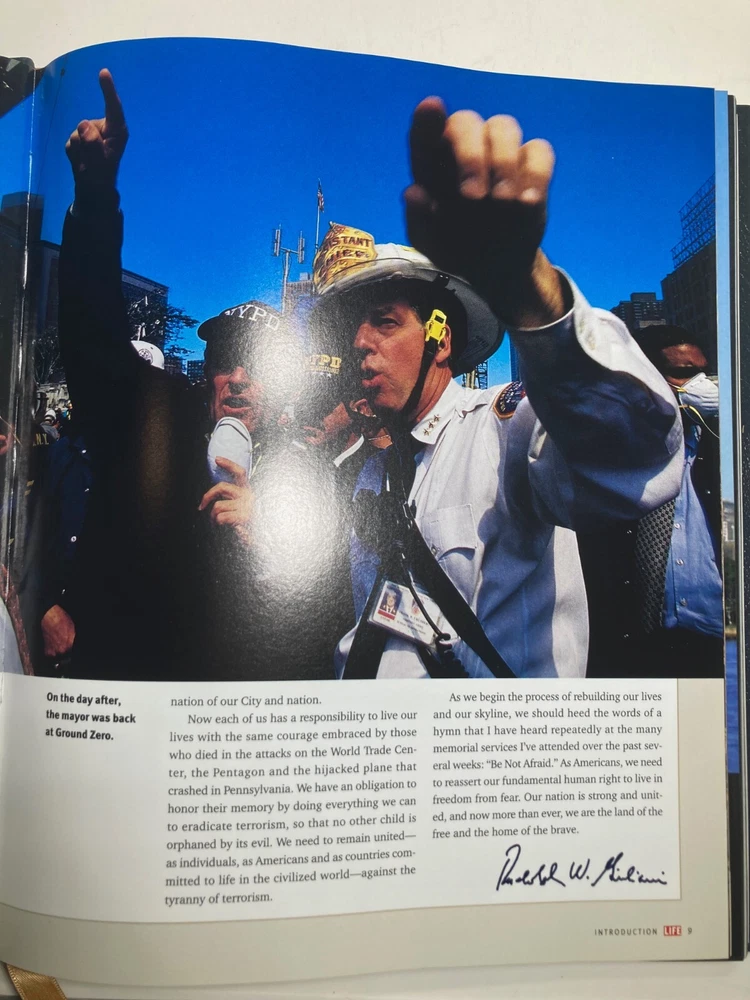 NYPD
NYPD
On the day after,
the mayor was back
at Ground Zero.
nation of our City and nation.
Now each of us has a responsibility to live our
lives with the same courage embraced by those
who died in the attacks on the World Trade Cen-
ter, the Pentagon and the hijacked plane that
crashed in Pennsylvania. We have an obligation to
honor their memory by doing everything we can
to eradicate terrorism, so that no other child is
orphaned by its evil. We need to remain united—
as individuals, as Americans and as countries com-
mitted to life in the civilized world—against the
tyranny of terrorism.
As we begin the process of rebuilding our lives
and our skyline, we should heed the words of a
hymn that I have heard repeatedly at the many
memorial services I've attended over the past sev-
eral weeks: “Be Not Afraid.” As Americans, we need
to reassert our fundamental human right to live in
freedom from fear. Our nation is strong and unit-
ed, and now more than ever, we are the land of the
free and the home of the brave.
Rudolph W. Giuliani
INTRODUCTION LIFE 9